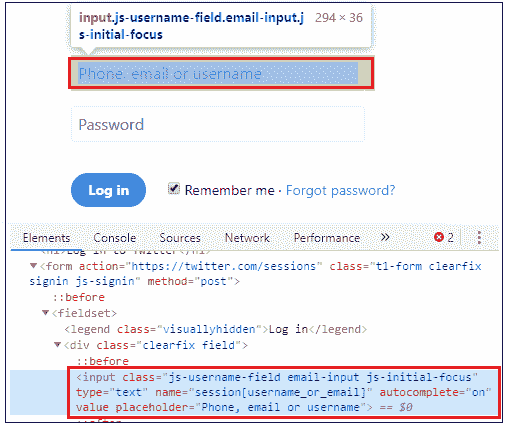 input.js-username-field.email-input.j 294 × 36
s-initial-focus
Phone, email or username
Password
Log in Remember me · Forgot password?
Elements Console Sources Network Performance » 2
<h1>Log in to Twitter</h1>
▼<form action="https://twitter.com/sessions" class="t1-form clearfix
signin js-signin" method="post">
::before
▼<fieldset>
<legend class="visuallyhidden">Log in</legend>
▼<div class="clearfix field">
::before
<input class="js-username-field email-input js-initial-focus"
type="text" name="session[username_or_email]" autocomplete="on"
value placeholder="Phone, email or username"> == $0
::after